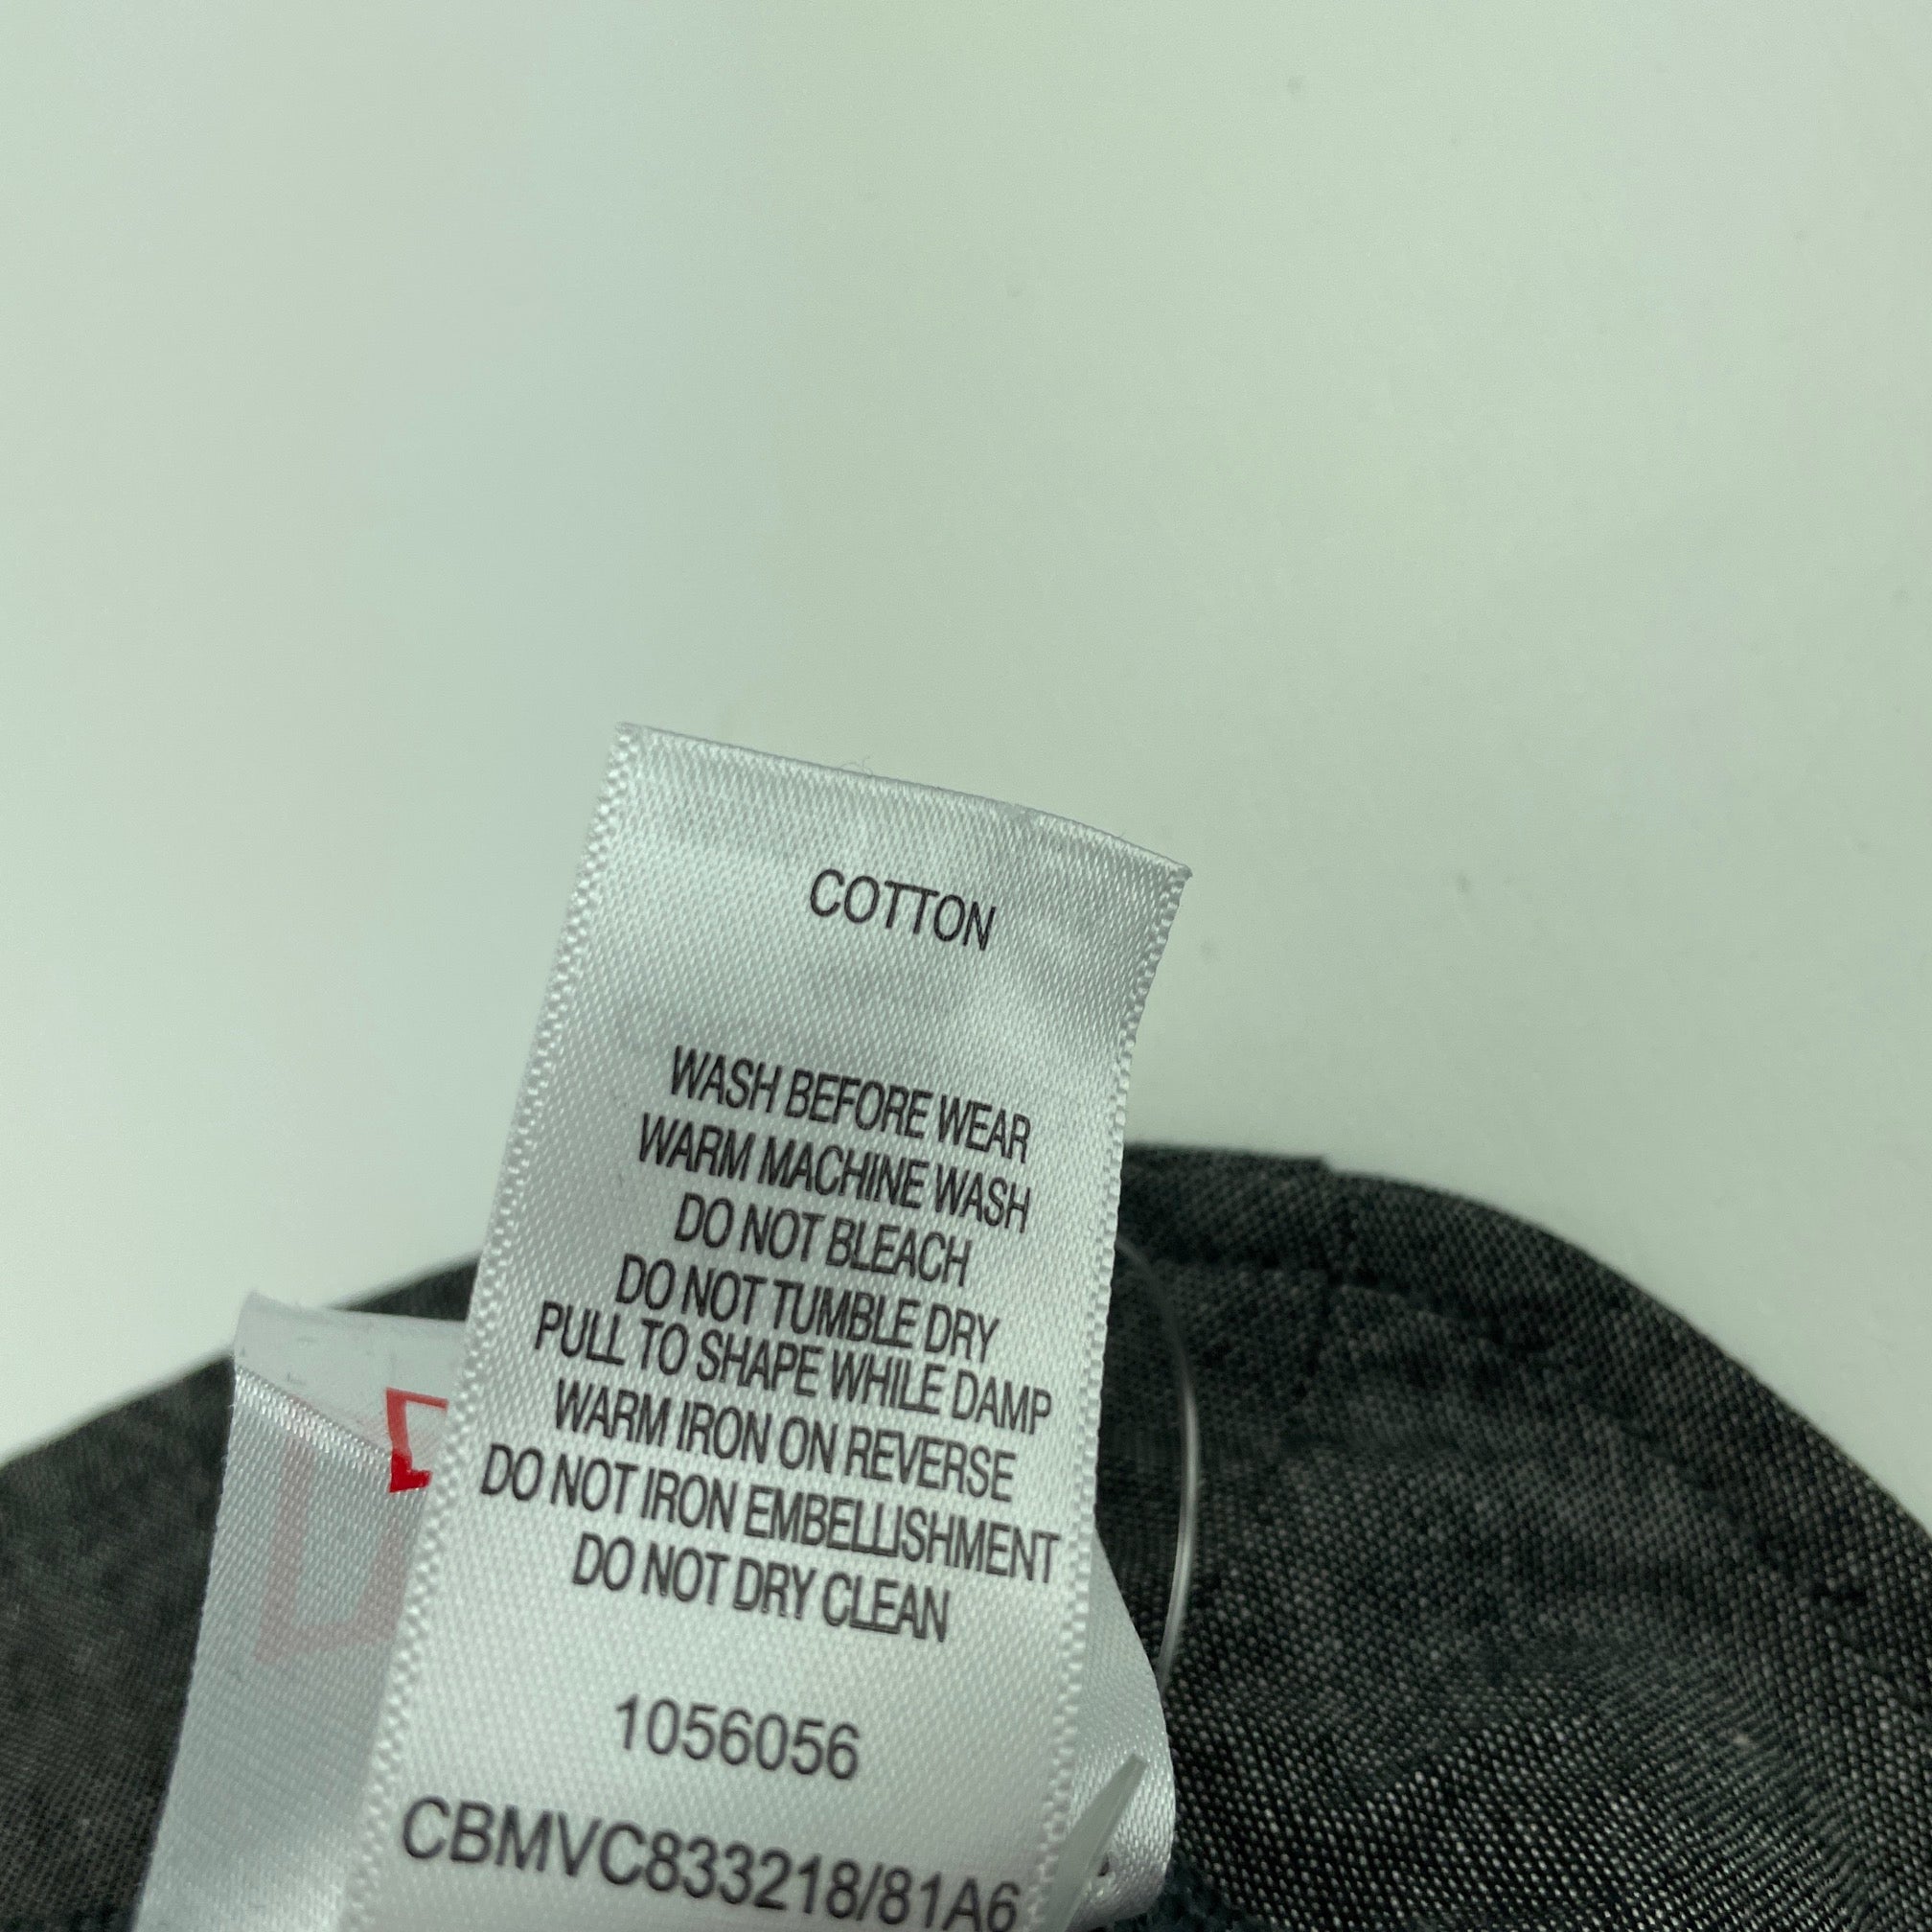 COTTON
WASH BEFORE WEAR
WARM MACHINE WASH
DO NOT BLEACH
DO NOT TUMBLE DRY
PULL TO SHAPE WHILE DAMP
WARM IRON ON REVERSE
DO NOT IRON EMBELLISHMENT
DO NOT DRY CLEAN
1056056
CBMVC833218/81A6